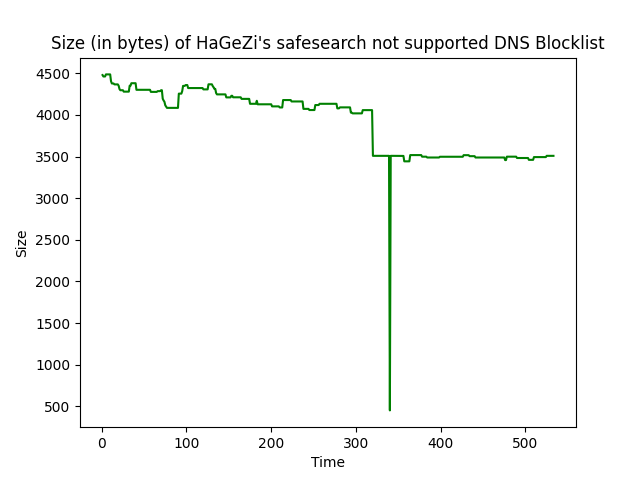 Size (in bytes) of HaGeZi's safesearch not supported DNS Blocklist
4500
4000
3500
3000
2500
2000
1500
1000
500
Size
0 100 200 300 400 500
Time